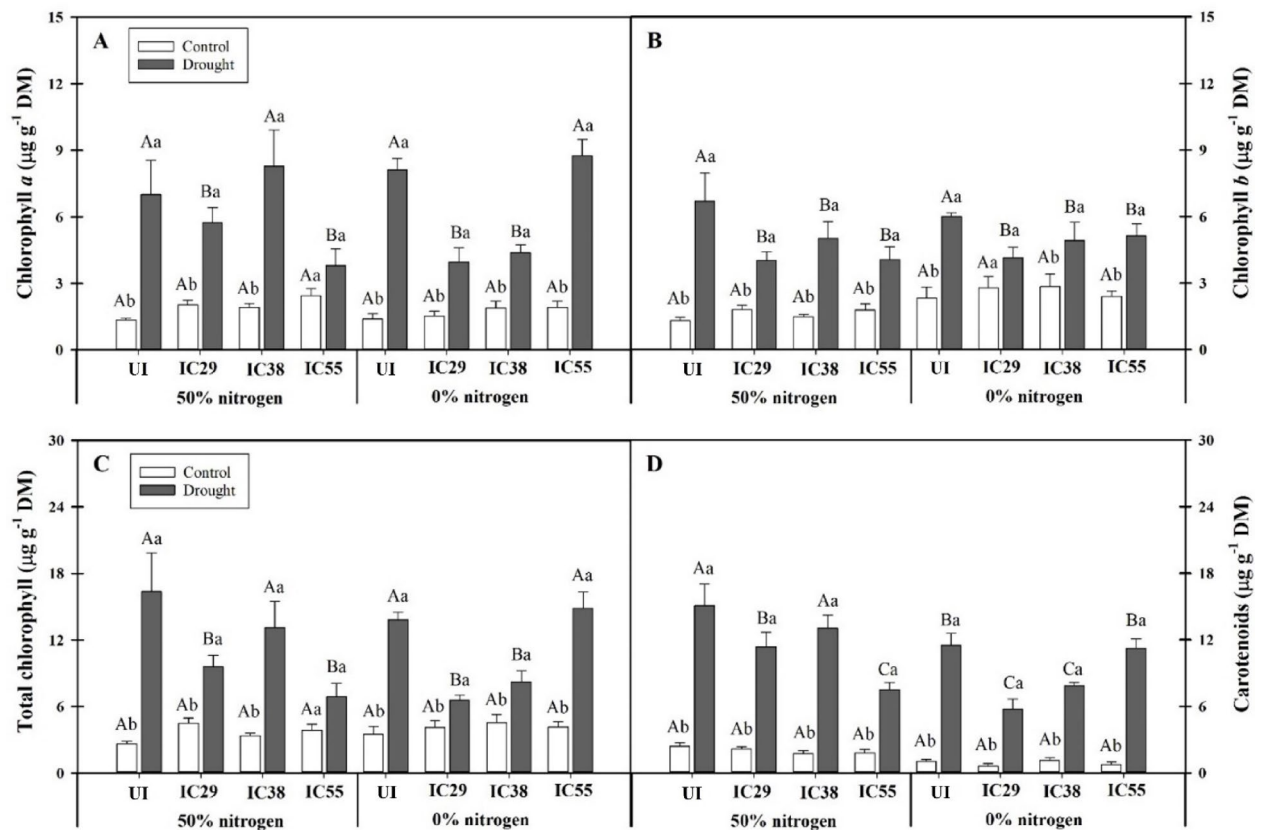 A
Control
Drought
Chlorophyll a (µg g-1 DM)
15
12
9
6
3
0
Aa
Ba
Aa
Ba
Aa
Ba
Ba
Aa
Ab
Ab
Ab
Aa
Ab
Ab
Ab
Ab
UI IC29 IC38 IC55 UI IC29 IC38 IC55
50% nitrogen 0% nitrogen
B
Chlorophyll b (µg g-1 DM)
15
12
9
6
3
0
Aa
Ba
Ba
Ba
Aa
Ba
Ba
Ba
Ab
Ab
Ab
Ab
Ab
Aa
Ab
Ab
UI IC29 IC38 IC55 UI IC29 IC38 IC55
50% nitrogen 0% nitrogen
C
Control
Drought
Total chlorophyll (µg g-1 DM)
30
24
18
12
6
0
Aa
Ba
Aa
Ba
Aa
Ba
Ba
Aa
Ab
Ab
Ab
Aa
Ab
Ab
Ab
Ab
UI IC29 IC38 IC55 UI IC29 IC38 IC55
50% nitrogen 0% nitrogen
D
Carotenoids (µg g-1 DM)
30
24
18
12
6
0
Aa
Ba
Aa
Ca
Ba
Ca
Ca
Ba
Ab
Ab
Ab
Ab
Ab
Ab
Ab
Ab
UI IC29 IC38 IC55 UI IC29 IC38 IC55
50% nitrogen 0% nitrogen